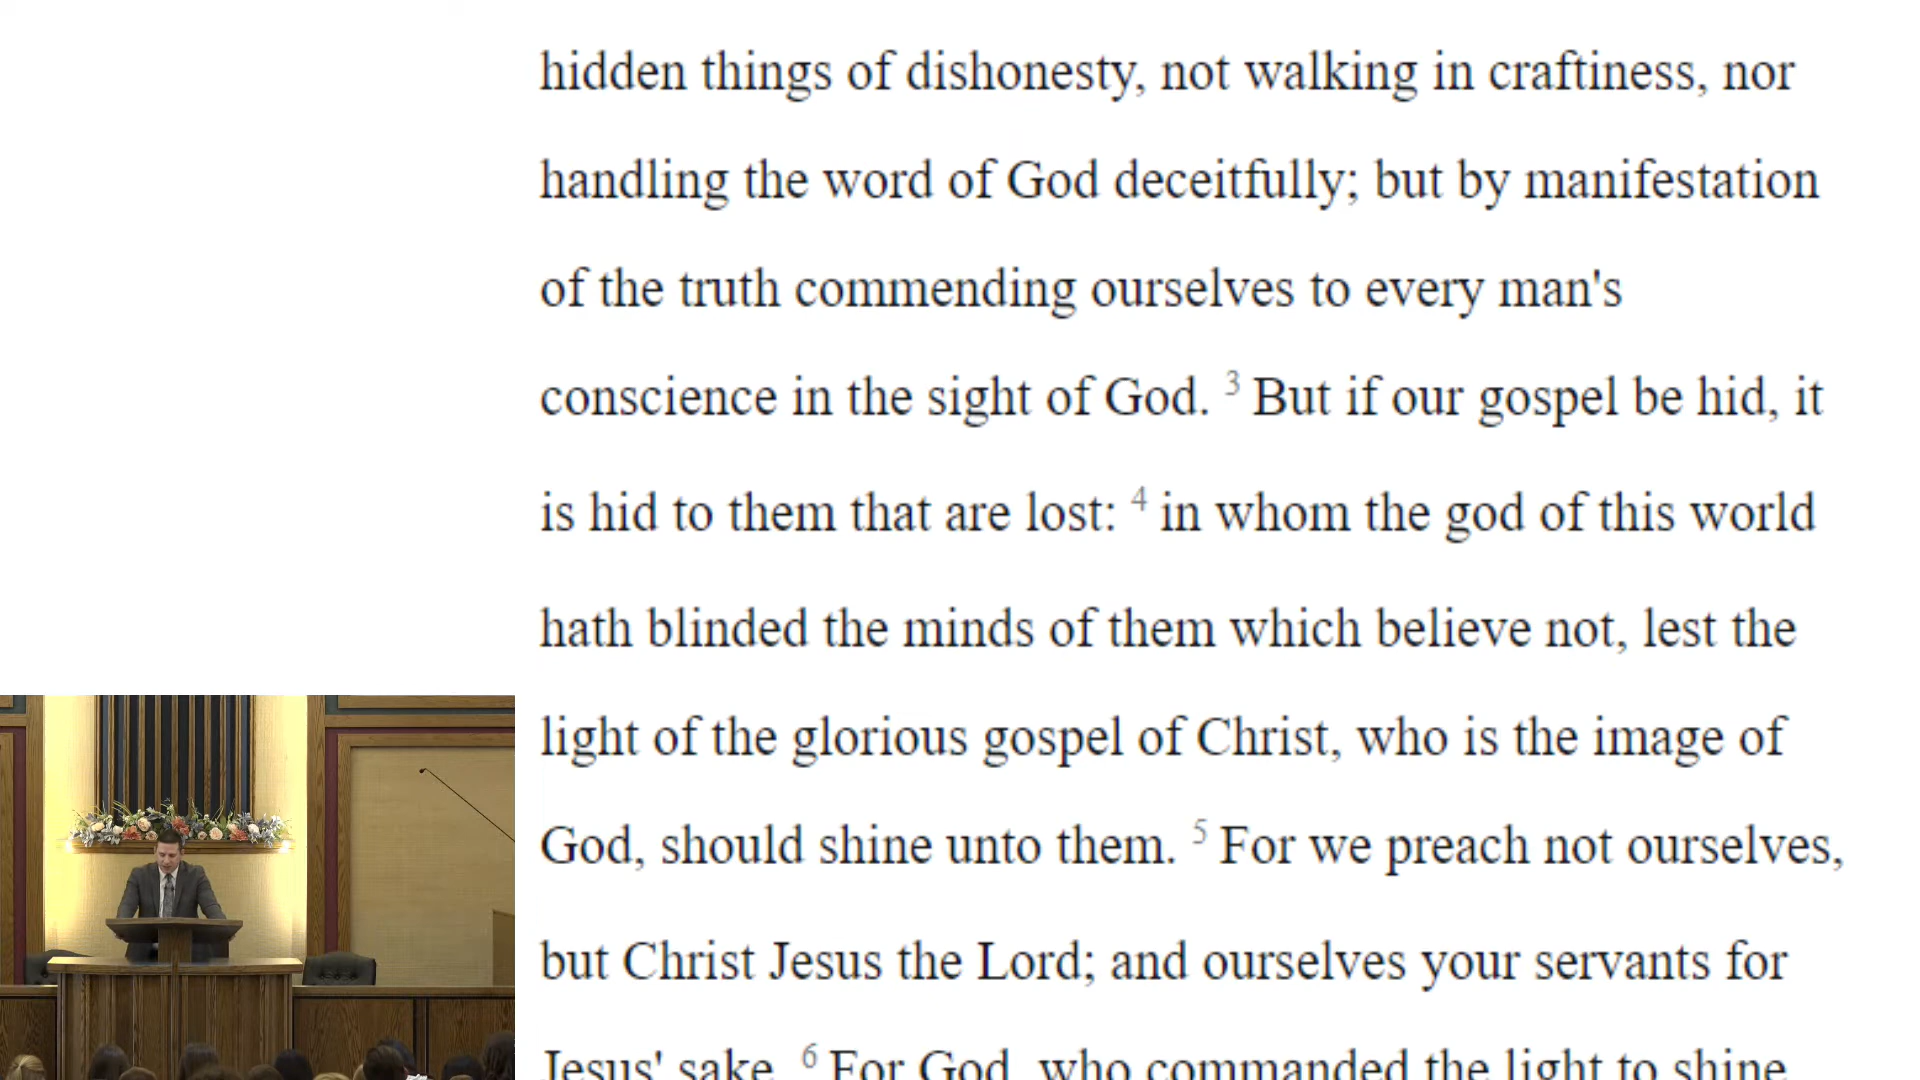 hidden things of dishonesty, not walking in craftiness, nor
handling the word of God deceitfully; but by manifestation
of the truth commending ourselves to every man's
conscience in the sight of God. 3 But if our gospel be hid, it
is hid to them that are lost: 4 in whom the god of this world
hath blinded the minds of them which believe not, lest the
light of the glorious gospel of Christ, who is the image of
God, should shine unto them. 5 For we preach not ourselves,
but Christ Jesus the Lord; and ourselves your servants for
Jesus' sake. 6 For God, who commanded the light to shine